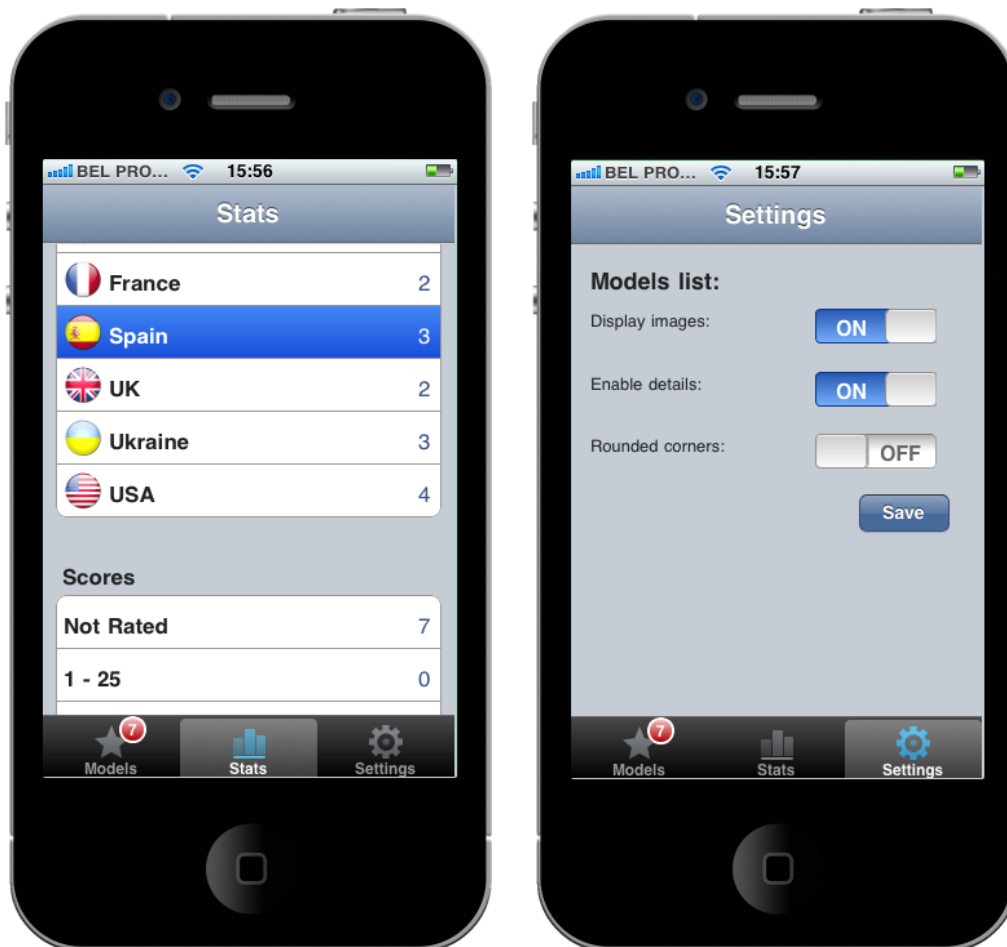 BEL PRO... 15:56
Stats
France 2
Spain 3
UK 2
Ukraine 3
USA 4
Scores
Not Rated 7
1 - 25 0
7
Models Stats Settings
BEL PRO... 15:57
Settings
Models list:
Display images: ON
Enable details: ON
Rounded corners: OFF
Save
7
Models Stats Settings